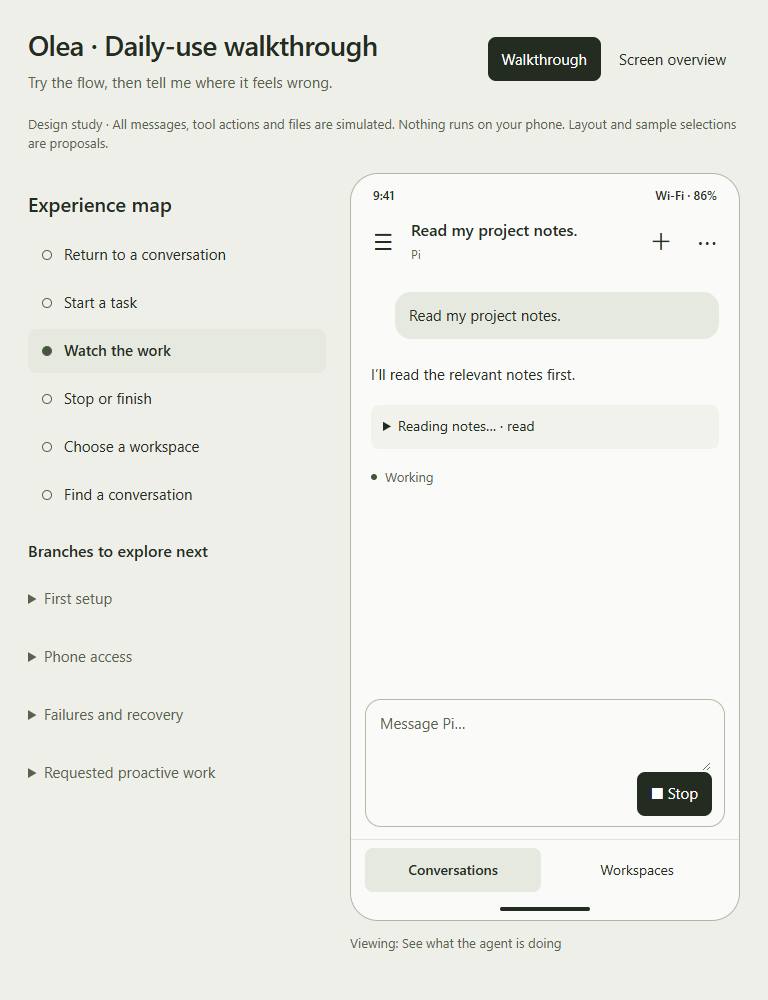 Olea · Daily-use walkthrough
Try the flow, then tell me where it feels wrong.
Walkthrough
Screen overview
Design study · All messages, tool actions and files are simulated. Nothing runs on your phone. Layout and sample selections
are proposals.
Experience map
Return to a conversation
Start a task
Watch the work
Stop or finish
Choose a workspace
Find a conversation
Branches to explore next
First setup
Phone access
Failures and recovery
Requested proactive work
9:41
Wi-Fi · 86%
Read my project notes.
Pi
Read my project notes.
I'll read the relevant notes first.
Reading notes… · read
Working
Message Pi…
Stop
Conversations
Workspaces
Viewing: See what the agent is doing